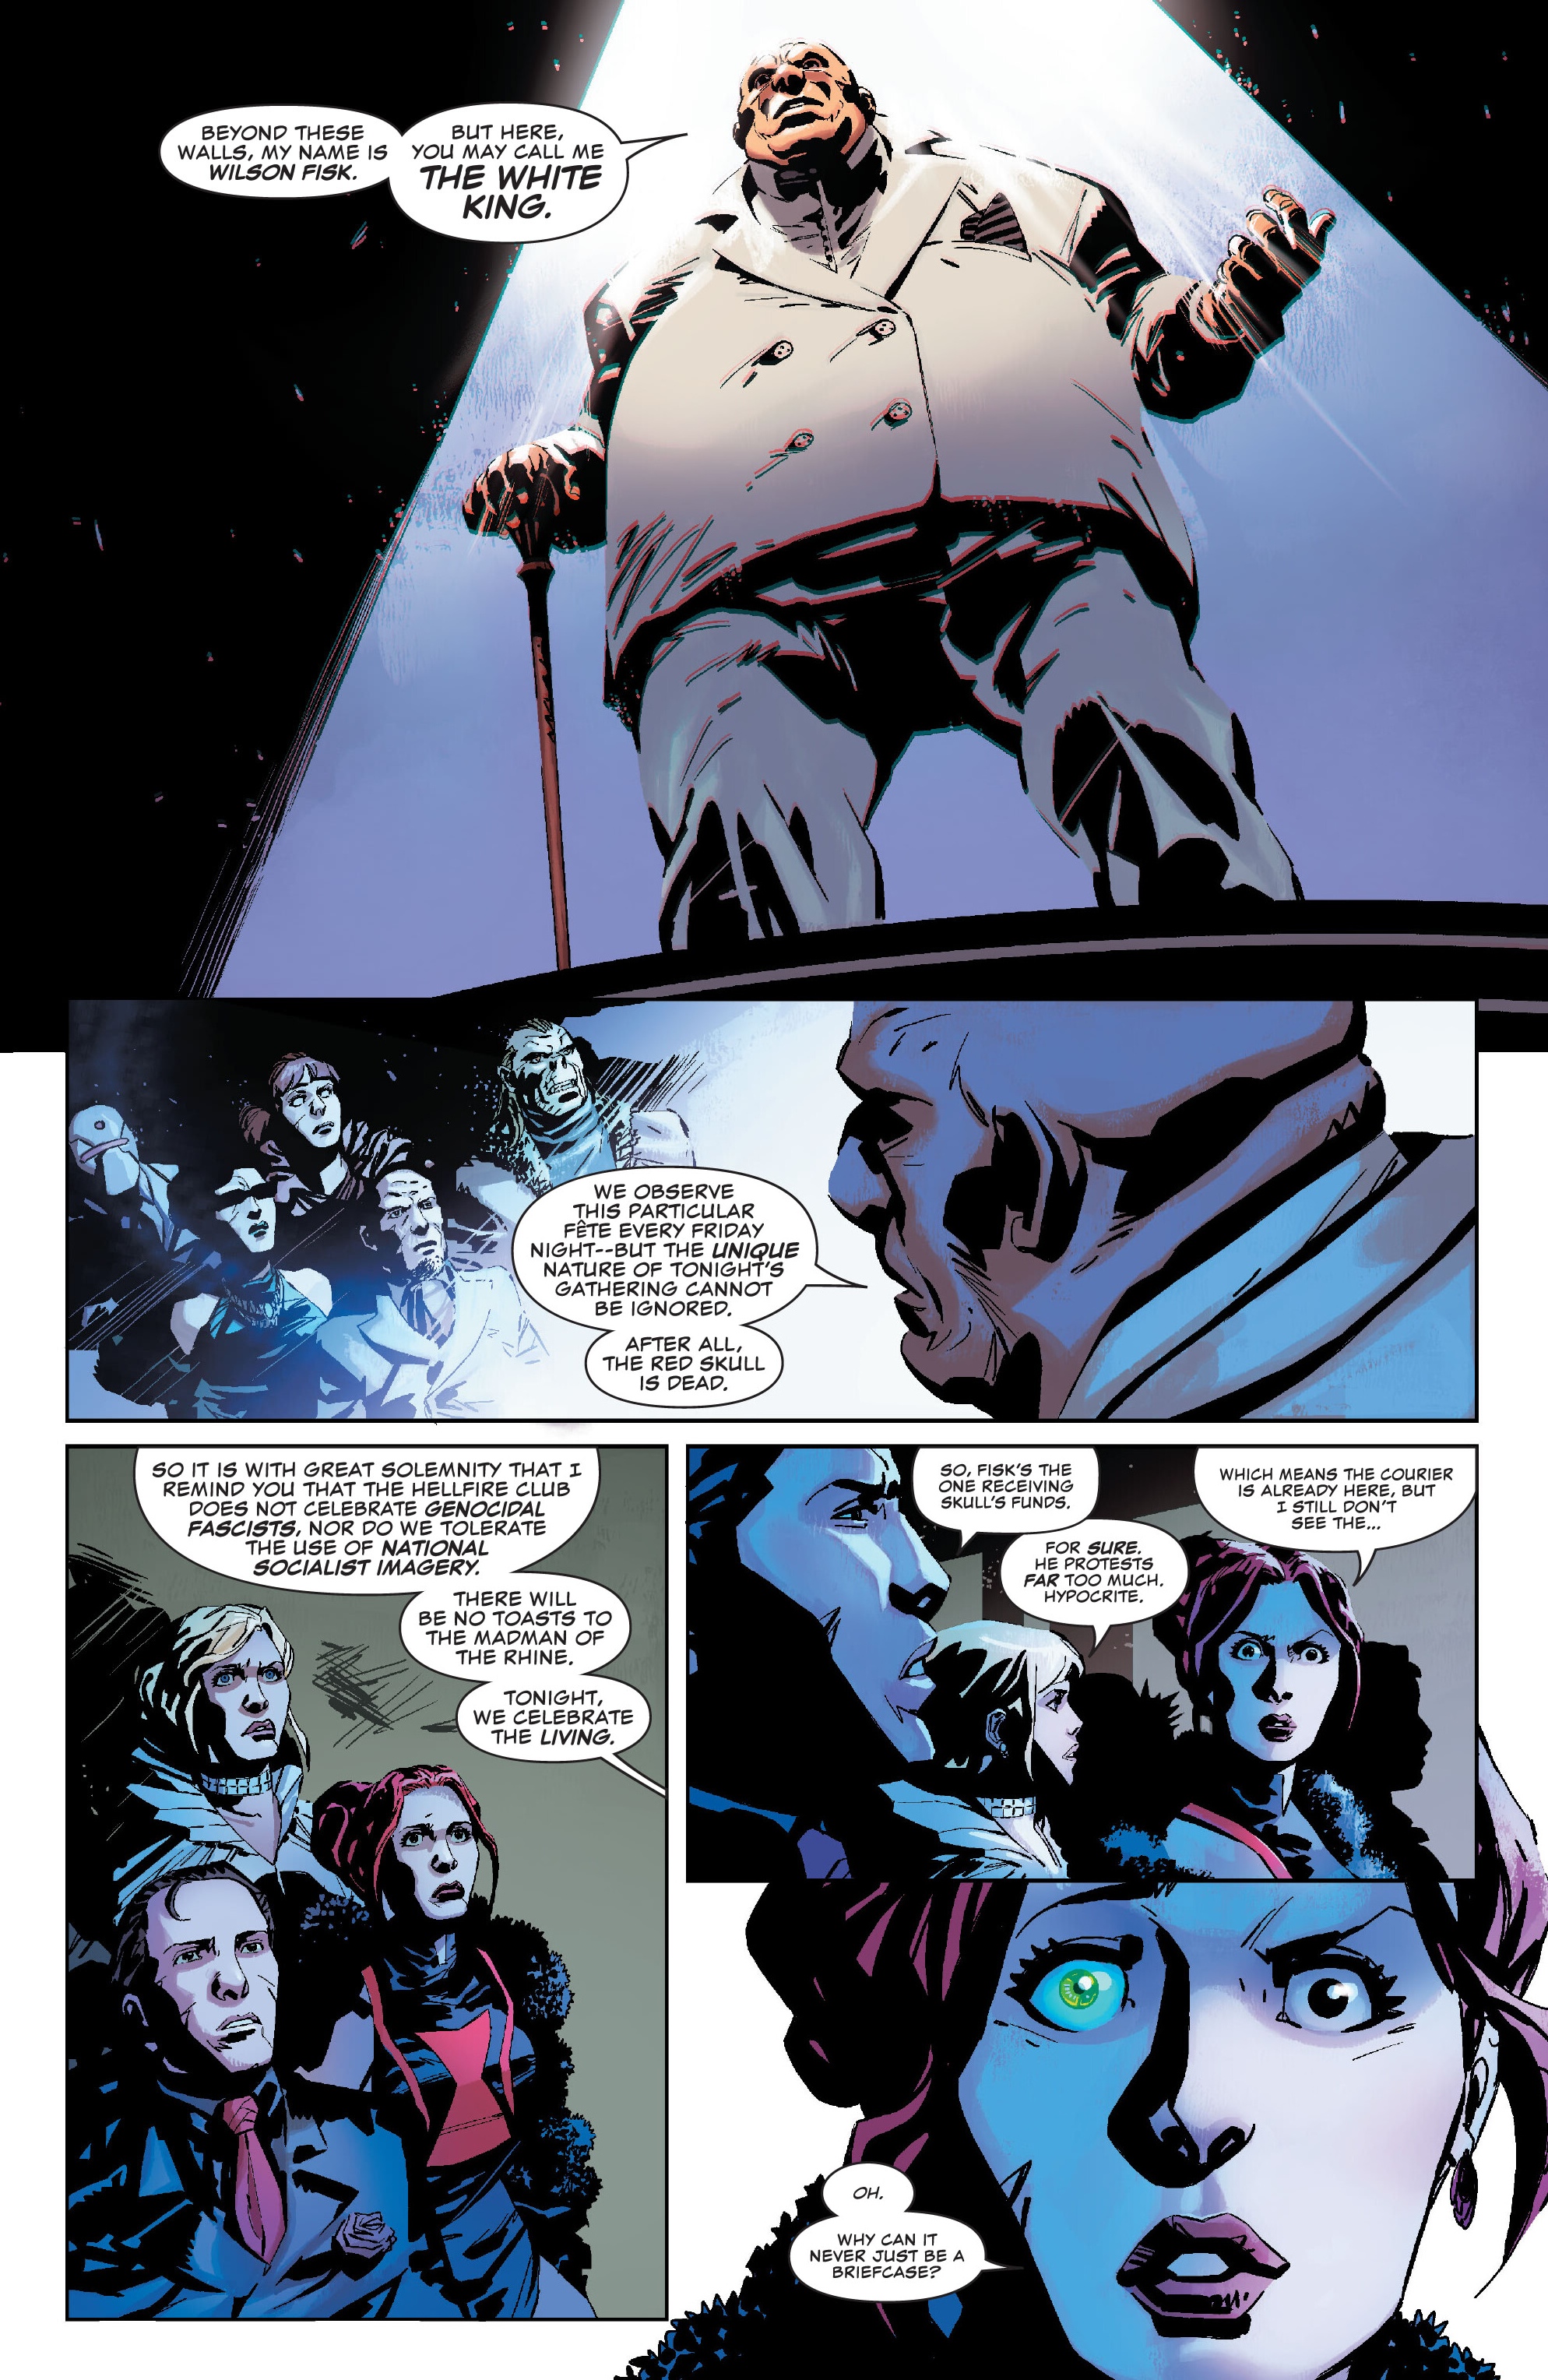 BEYOND THESE
WALLS, MY NAME IS
WILSON FISK.
BUT HERE,
YOU MAY CALL ME
THE WHITE
KING.
WE OBSERVE
THIS PARTICULAR
FÊTE EVERY FRIDAY
NIGHT--BUT THE UNIQUE
NATURE OF TONIGHT'S
GATHERING CANNOT
BE IGNORED.
AFTER ALL,
THE RED SKULL
IS DEAD.
SO IT IS WITH GREAT SOLEMNITY THAT I
REMIND YOU THAT THE HELLFIRE CLUB
DOES NOT CELEBRATE GENOCIDAL
FASCISTS, NOR DO WE TOLERATE
THE USE OF NATIONAL
SOCIALIST IMAGERY.
THERE WILL
BE NO TOASTS TO
THE MADMAN OF
THE RHINE.
TONIGHT,
WE CELEBRATE
THE LIVING.
SO, FISK'S THE
ONE RECEIVING
SKULL'S FUNDS.
FOR SURE.
HE PROTESTS
FAR TOO MUCH.
HYPOCRITE.
WHICH MEANS THE COURIER
IS ALREADY HERE, BUT
I STILL DON'T
SEE THE...
OH.
WHY CAN IT
NEVER JUST BE A
BRIEFCASE?